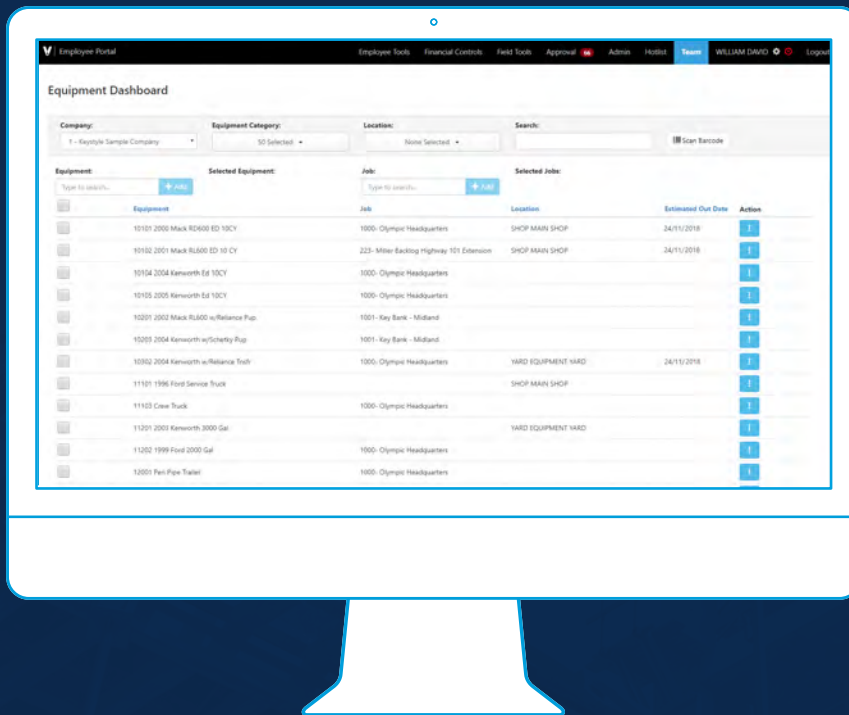 V Employee Portal Employee Tools Financial Controls Field Tools Approval Admin Hotlist Team WILLIAM DAVID Logout
Equipment Dashboard
Company: Equipment Category: Location: Search:
1 - Keystyle Sample Company 50 Selected None Selected Scan Barcode
Equipment: Selected Equipment: Job: Selected Jobs:
Type to search... + Add Type to search... + Add
Equipment Job Location Estimated Out Date Action
10101 2000 Mack RD600 ED 10CY 1000- Olympic Headquarters SHOP MAIN SHOP 24/11/2018
10102 2001 Mack RL600 ED 10 CY 223- Miller Backlog Highway 101 Extension SHOP MAIN SHOP 24/11/2018
10104 2004 Kenworth Ed 10CY 1000- Olympic Headquarters
10105 2005 Kenworth Ed 10CY 1000- Olympic Headquarters
10201 2002 Mack RL600 w/Reliance Pup 1001- Key Bank - Midland
10203 2004 Kenworth w/Schetky Pup 1001- Key Bank - Midland
10302 2004 Kenworth w/Reliance Trsfr 1000- Olympic Headquarters YARD EQUIPMENT YARD 24/11/2018
11101 1996 Ford Service Truck SHOP MAIN SHOP
11103 Crew Truck 1000- Olympic Headquarters
11201 2003 Kenworth 3000 Gal YARD EQUIPMENT YARD
11202 1999 Ford 2000 Gal 1000- Olympic Headquarters
12001 Peri Pipe Trailer 1000- Olympic Headquarters